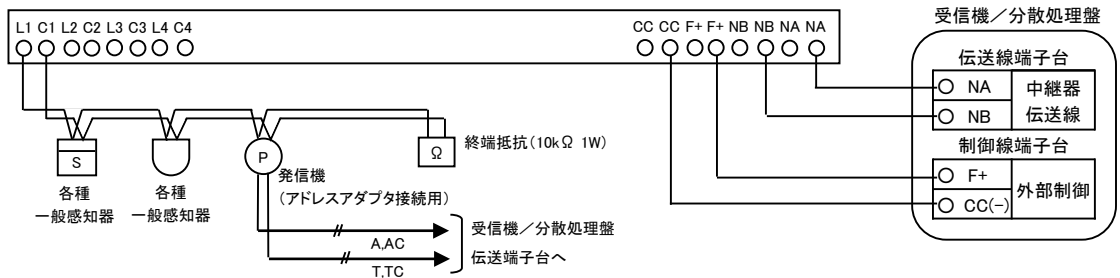 L1 C1 L2 C2 L3 C3 L4 C4
CC CC F+ F+ NB NB NA NA
受信機/分散処理盤
伝送線端子台
NA
NB
中継器
伝送線
制御線端子台
F+
CC(-)
外部制御
S
P
Ω
終端抵抗(10kΩ 1W)
各種
一般感知器
各種
一般感知器
発信機
(アドレスアダプタ接続用)
A,AC
T,TC
受信機/分散処理盤
伝送端子台へ